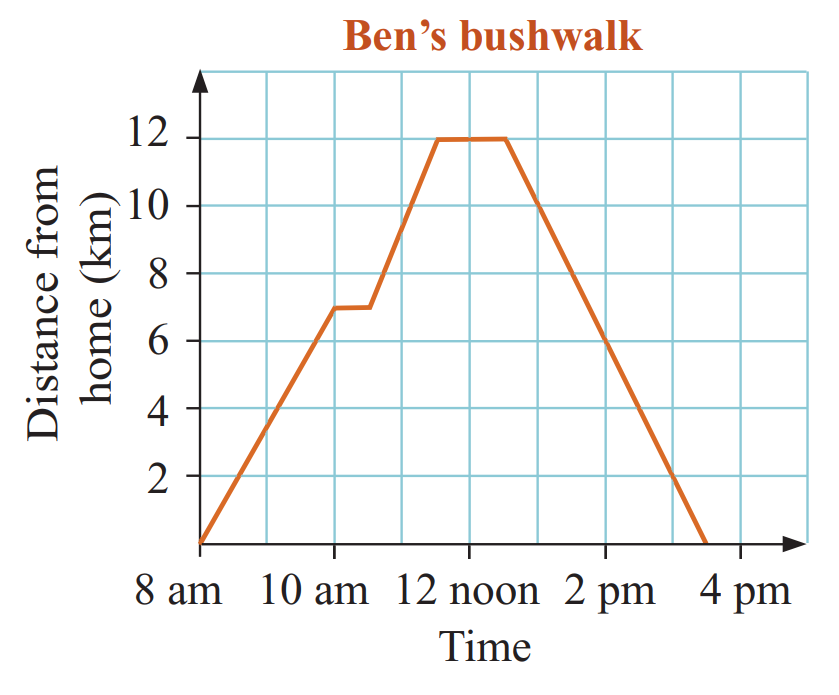 Ben's bushwalk
Distance from
home (km)
12
10
8
6
4
2
8 am 10 am 12 noon 2 pm 4 pm
Time